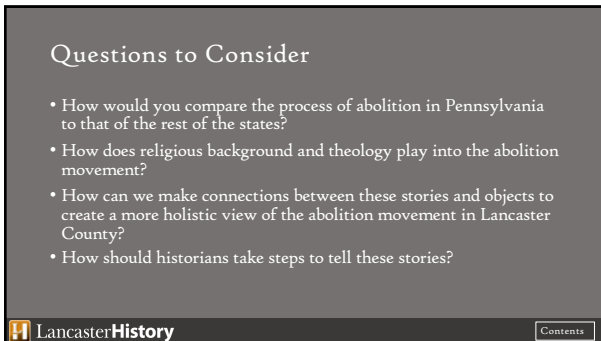 Questions to Consider
• How would you compare the process of abolition in Pennsylvania
to that of the rest of the states?
• How does religious background and theology play into the abolition
movement?
• How can we make connections between these stories and objects to
create a more holistic view of the abolition movement in Lancaster
County?
• How should historians take steps to tell these stories?
LancasterHistory
Contents